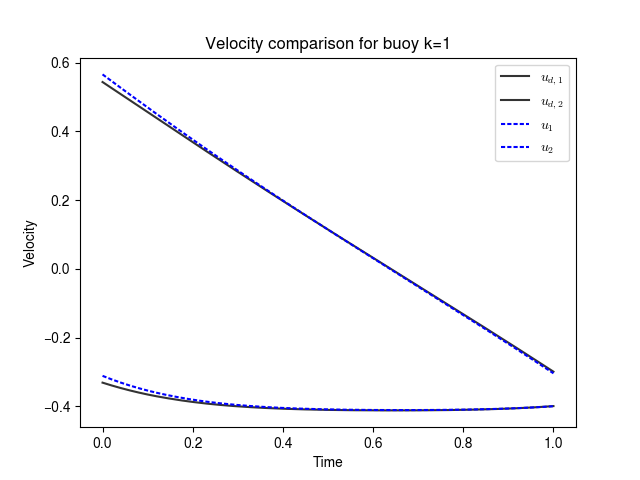 Velocity comparison for buoy k=1
0.6
0.4
0.2
0.0
−0.2
−0.4
Velocity
0.0 0.2 0.4 0.6 0.8 1.0
Time
u_{d,1}
u_{d,2}
u_1
u_2